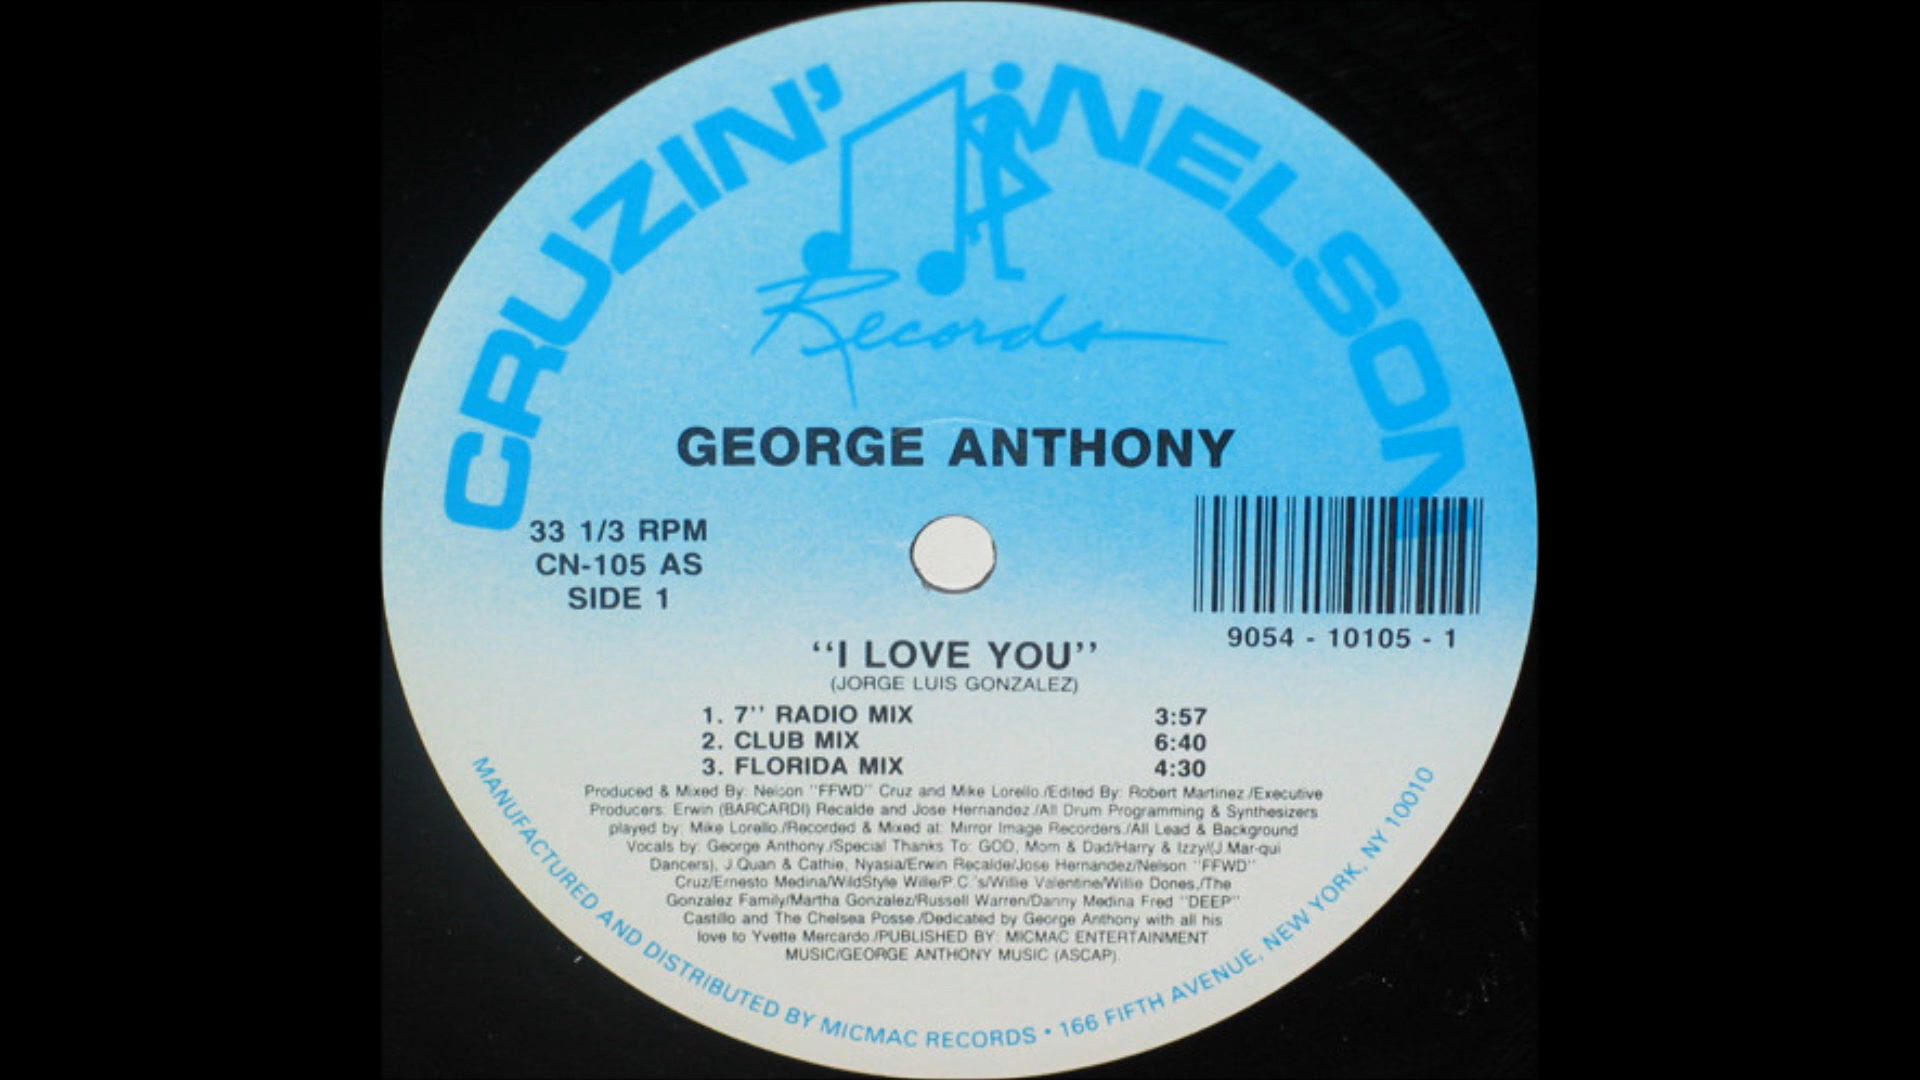 CRUZIN' NELSON
Records
GEORGE ANTHONY
33 1/3 RPM
CN-105 AS
SIDE 1
9054 - 10105 - 1
"I LOVE YOU"
(JORGE LUIS GONZALEZ)
1. 7" RADIO MIX 3:57
2. CLUB MIX 6:40
3. FLORIDA MIX 4:30
Produced & Mixed By: Nelson "FFWD" Cruz and Mike Lorello./Edited By: Robert Martinez./Executive
Producers: Erwin (BARCARDI) Recalde and Jose Hernandez./All Drum Programming & Synthesizers
played by: Mike Lorello./Recorded & Mixed at: Mirror Image Recorders./All Lead & Background
Vocals by: George Anthony./Special Thanks To: GOD, Mom & Dad/Harry & Izzy/(J.Mar-qui
Dancers), J.Quan & Cathie, Nyasia/Erwin Recalde/Jose Hernandez/Nelson "FFWD"
Cruz/Ernesto Medina/WildStyle Willie/P.C.'s/Willie Valentine/Willie Dones,/The
Gonzalez Family/Martha Gonzalez/Russell Warren/Danny Medina Fred "DEEP"
Castillo and The Chelsea Posse./Dedicated by George Anthony with all his
love to Yvette Mercardo./PUBLISHED BY: MICMAC ENTERTAINMENT
MUSIC/GEORGE ANTHONY MUSIC (ASCAP).
MANUFACTURED AND DISTRIBUTED BY MICMAC RECORDS • 166 FIFTH AVENUE, NEW YORK, NY 10010